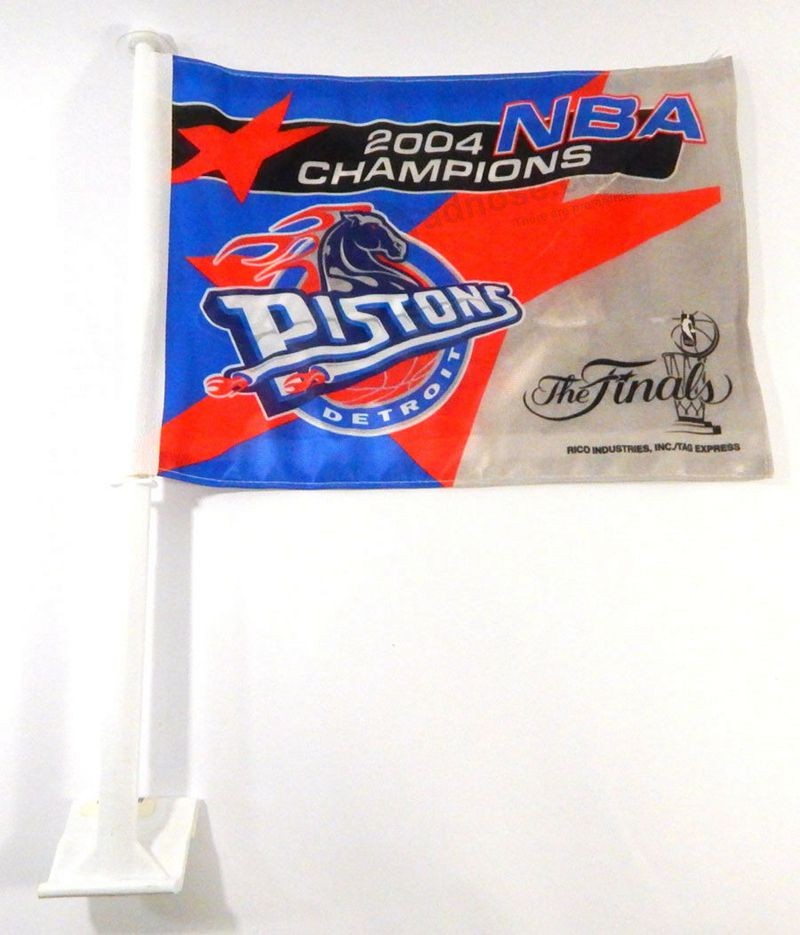 2004 NBA
CHAMPIONS
PISTONS
DETROIT
The Finals
RICO INDUSTRIES, INC./TAG EXPRESS